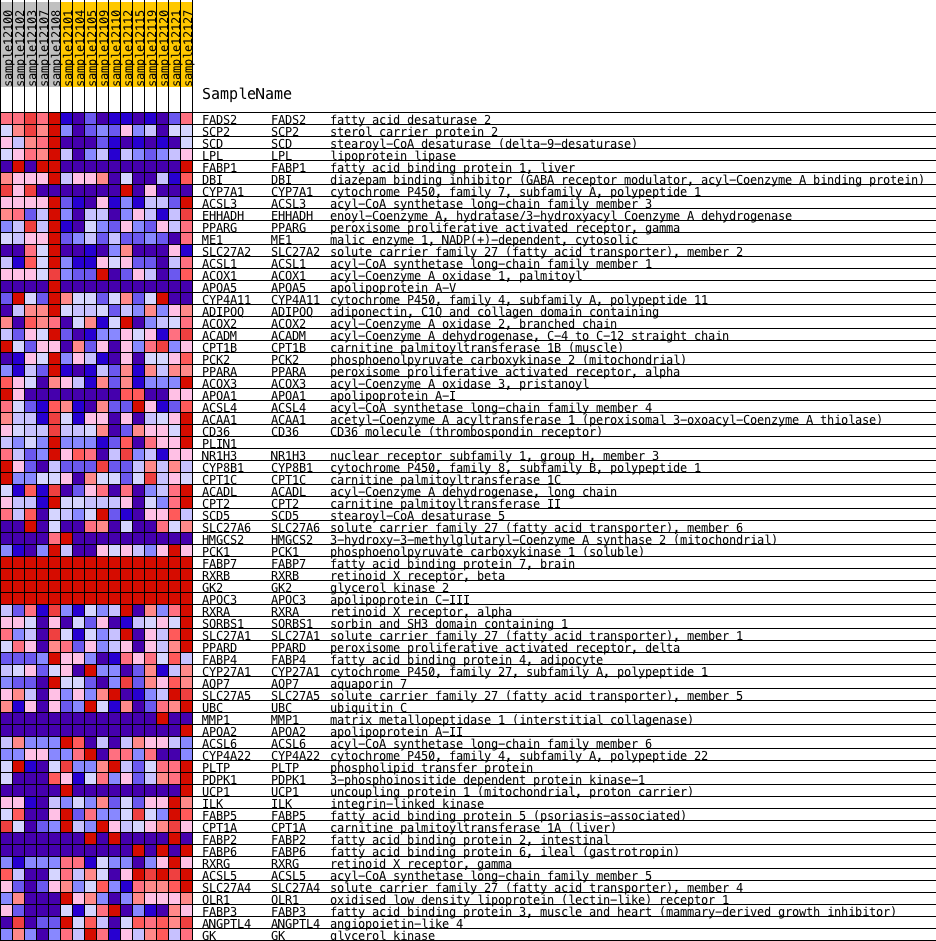 sample12100
sample12102
sample12103
sample12107
sample12108
sample12101
sample12104
sample12105
sample12109
sample12110
sample12112
sample12115
sample12119
sample12120
sample12121
sample12127
SampleName
FADS2 FADS2 fatty acid desaturase 2
SCP2 SCP2 sterol carrier protein 2
SCD SCD stearoyl-CoA desaturase (delta-9-desaturase)
LPL LPL lipoprotein lipase
FABP1 FABP1 fatty acid binding protein 1, liver
DBI DBI diazepam binding inhibitor (GABA receptor modulator, acyl-Coenzyme A binding protein)
CYP7A1 CYP7A1 cytochrome P450, family 7, subfamily A, polypeptide 1
ACSL3 ACSL3 acyl-CoA synthetase long-chain family member 3
EHHADH EHHADH enoyl-Coenzyme A, hydratase/3-hydroxyacyl Coenzyme A dehydrogenase
PPARG PPARG peroxisome proliferative activated receptor, gamma
ME1 ME1 malic enzyme 1, NADP(+)-dependent, cytosolic
SLC27A2 SLC27A2 solute carrier family 27 (fatty acid transporter), member 2
ACSL1 ACSL1 acyl-CoA synthetase long-chain family member 1
ACOX1 ACOX1 acyl-Coenzyme A oxidase 1, palmitoyl
APOA5 APOA5 apolipoprotein A-V
CYP4A11 CYP4A11 cytochrome P450, family 4, subfamily A, polypeptide 11
ADIPOQ ADIPOQ adiponectin, C1Q and collagen domain containing
ACOX2 ACOX2 acyl-Coenzyme A oxidase 2, branched chain
ACADM ACADM acyl-Coenzyme A dehydrogenase, C-4 to C-12 straight chain
CPT1B CPT1B carnitine palmitoyltransferase 1B (muscle)
PCK2 PCK2 phosphoenolpyruvate carboxykinase 2 (mitochondrial)
PPARA PPARA peroxisome proliferative activated receptor, alpha
ACOX3 ACOX3 acyl-Coenzyme A oxidase 3, pristanoyl
APOA1 APOA1 apolipoprotein A-I
ACSL4 ACSL4 acyl-CoA synthetase long-chain family member 4
ACAA1 ACAA1 acetyl-Coenzyme A acyltransferase 1 (peroxisomal 3-oxoacyl-Coenzyme A thiolase)
CD36 CD36 CD36 molecule (thrombospondin receptor)
PLIN1
NR1H3 NR1H3 nuclear receptor subfamily 1, group H, member 3
CYP8B1 CYP8B1 cytochrome P450, family 8, subfamily B, polypeptide 1
CPT1C CPT1C carnitine palmitoyltransferase 1C
ACADL ACADL acyl-Coenzyme A dehydrogenase, long chain
CPT2 CPT2 carnitine palmitoyltransferase II
SCD5 SCD5 stearoyl-CoA desaturase 5
SLC27A6 SLC27A6 solute carrier family 27 (fatty acid transporter), member 6
HMGCS2 HMGCS2 3-hydroxy-3-methylglutaryl-Coenzyme A synthase 2 (mitochondrial)
PCK1 PCK1 phosphoenolpyruvate carboxykinase 1 (soluble)
FABP7 FABP7 fatty acid binding protein 7, brain
RXRB RXRB retinoid X receptor, beta
GK2 GK2 glycerol kinase 2
APOC3 APOC3 apolipoprotein C-III
RXRA RXRA retinoid X receptor, alpha
SORBS1 SORBS1 sorbin and SH3 domain containing 1
SLC27A1 SLC27A1 solute carrier family 27 (fatty acid transporter), member 1
PPARD PPARD peroxisome proliferative activated receptor, delta
FABP4 FABP4 fatty acid binding protein 4, adipocyte
CYP27A1 CYP27A1 cytochrome P450, family 27, subfamily A, polypeptide 1
AQP7 AQP7 aquaporin 7
SLC27A5 SLC27A5 solute carrier family 27 (fatty acid transporter), member 5
UBC UBC ubiquitin C
MMP1 MMP1 matrix metallopeptidase 1 (interstitial collagenase)
APOA2 APOA2 apolipoprotein A-II
ACSL6 ACSL6 acyl-CoA synthetase long-chain family member 6
CYP4A22 CYP4A22 cytochrome P450, family 4, subfamily A, polypeptide 22
PLTP PLTP phospholipid transfer protein
PDPK1 PDPK1 3-phosphoinositide dependent protein kinase-1
UCP1 UCP1 uncoupling protein 1 (mitochondrial, proton carrier)
ILK ILK integrin-linked kinase
FABP5 FABP5 fatty acid binding protein 5 (psoriasis-associated)
CPT1A CPT1A carnitine palmitoyltransferase 1A (liver)
FABP2 FABP2 fatty acid binding protein 2, intestinal
FABP6 FABP6 fatty acid binding protein 6, ileal (gastrotropin)
RXRG RXRG retinoid X receptor, gamma
ACSL5 ACSL5 acyl-CoA synthetase long-chain family member 5
SLC27A4 SLC27A4 solute carrier family 27 (fatty acid transporter), member 4
OLR1 OLR1 oxidised low density lipoprotein (lectin-like) receptor 1
FABP3 FABP3 fatty acid binding protein 3, muscle and heart (mammary-derived growth inhibitor)
ANGPTL4 ANGPTL4 angiopoietin-like 4
GK GK glycerol kinase